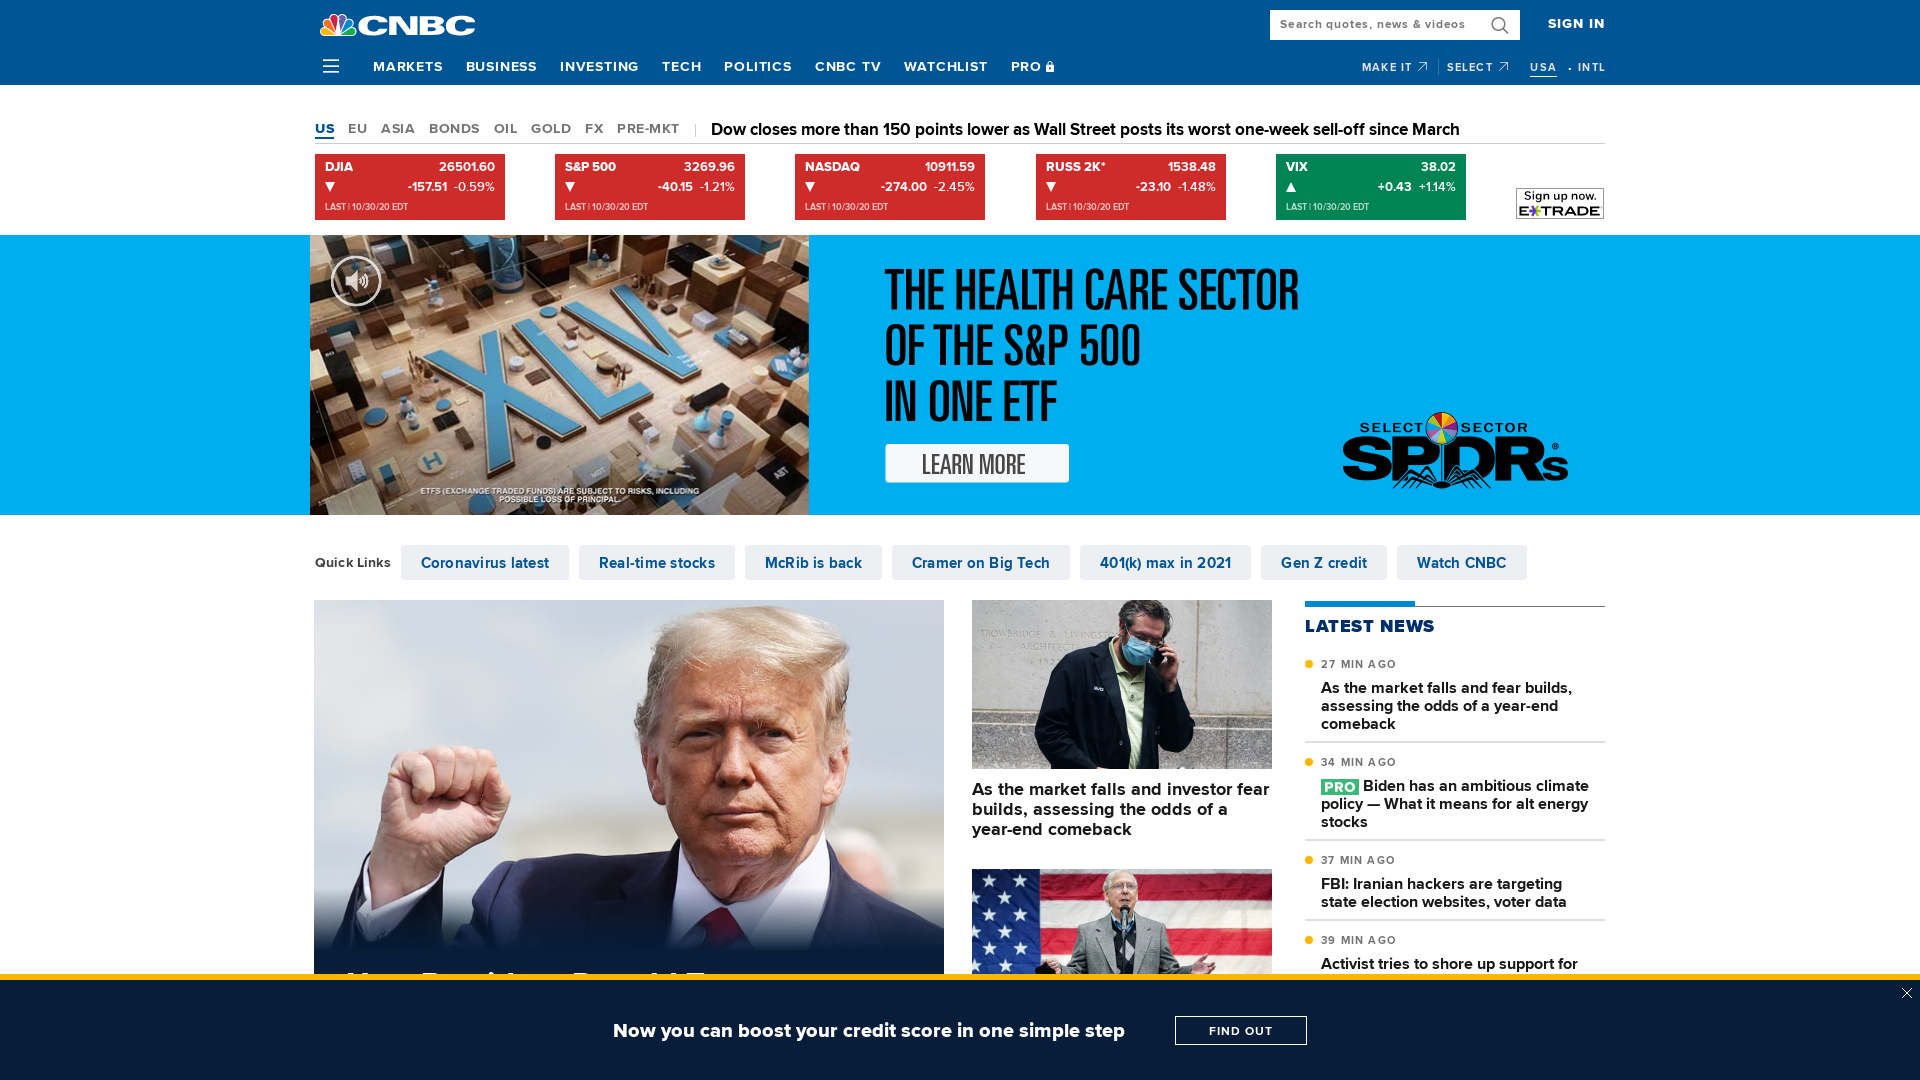 CNBC
Search quotes, news & videos
SIGN IN
MARKETS BUSINESS INVESTING TECH POLITICS CNBC TV WATCHLIST PRO
MAKE IT SELECT USA • INTL
US EU ASIA BONDS OIL GOLD FX PRE-MKT
Dow closes more than 150 points lower as Wall Street posts its worst one-week sell-off since March
DJIA 26501.60
-157.51 -0.59%
LAST | 10/30/20 EDT
S&P 500 3269.96
-40.15 -1.21%
LAST | 10/30/20 EDT
NASDAQ 10911.59
-274.00 -2.45%
LAST | 10/30/20 EDT
RUSS 2K* 1538.48
-23.10 -1.48%
LAST | 10/30/20 EDT
VIX 38.02
+0.43 +1.14%
LAST | 10/30/20 EDT
Sign up now.
E*TRADE
XLV
ETFS (EXCHANGE TRADED FUNDS) ARE SUBJECT TO RISKS, INCLUDING
POSSIBLE LOSS OF PRINCIPAL.
THE HEALTH CARE SECTOR
OF THE S&P 500
IN ONE ETF
LEARN MORE
SELECT SECTOR
SPDRs®
Quick Links
Coronavirus latest
Real-time stocks
McRib is back
Cramer on Big Tech
401(k) max in 2021
Gen Z credit
Watch CNBC
TROWBRIDGE & LIVINGST
ARCHITEC
As the market falls and investor fear
builds, assessing the odds of a
year-end comeback
LATEST NEWS
27 MIN AGO
As the market falls and fear builds,
assessing the odds of a year-end
comeback
34 MIN AGO
PRO Biden has an ambitious climate
policy — What it means for alt energy
stocks
37 MIN AGO
FBI: Iranian hackers are targeting
state election websites, voter data
39 MIN AGO
Activist tries to shore up support for
Now you can boost your credit score in one simple step
FIND OUT